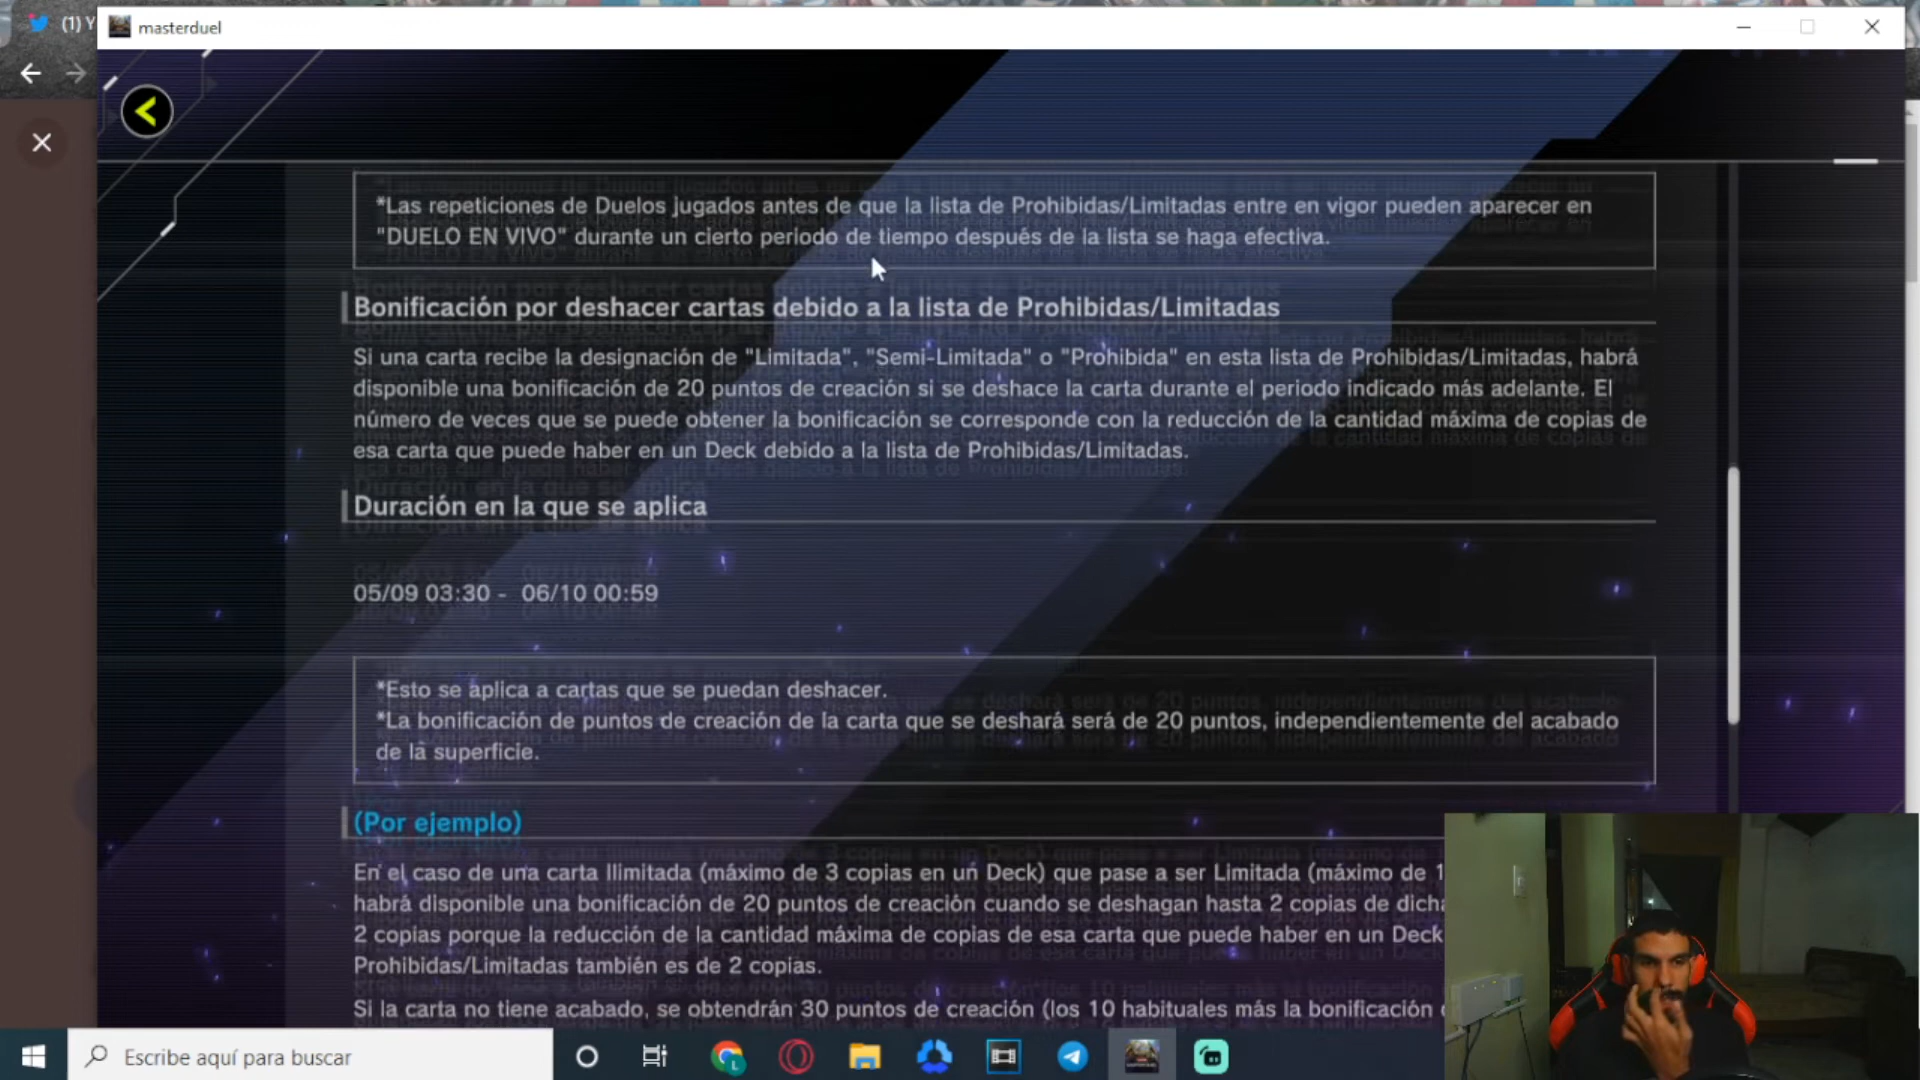 (1) Y
masterduel
*Las repeticiones de Duelos jugados antes de que la lista de Prohibidas/Limitadas entre en vigor pueden aparecer en
"DUELO EN VIVO" durante un cierto periodo de tiempo después de la lista se haga efectiva.
Bonificación por deshacer cartas debido a la lista de Prohibidas/Limitadas
Si una carta recibe la designación de "Limitada", "Semi-Limitada" o "Prohibida" en esta lista de Prohibidas/Limitadas, habrá
disponible una bonificación de 20 puntos de creación si se deshace la carta durante el periodo indicado más adelante. El
número de veces que se puede obtener la bonificación se corresponde con la reducción de la cantidad máxima de copias de
esa carta que puede haber en un Deck debido a la lista de Prohibidas/Limitadas.
Duración en la que se aplica
05/09 03:30 - 06/10 00:59
*Esto se aplica a cartas que se puedan deshacer.
*La bonificación de puntos de creación de la carta que se deshará será de 20 puntos, independientemente del acabado
de la superficie.
(Por ejemplo)
En el caso de una carta Ilimitada (máximo de 3 copias en un Deck) que pase a ser Limitada (máximo de 1
habrá disponible una bonificación de 20 puntos de creación cuando se deshagan hasta 2 copias de dicha
2 copias porque la reducción de la cantidad máxima de copias de esa carta que puede haber en un Deck
Prohibidas/Limitadas también es de 2 copias.
Si la carta no tiene acabado, se obtendrán 30 puntos de creación (los 10 habituales más la bonificación
Escribe aquí para buscar